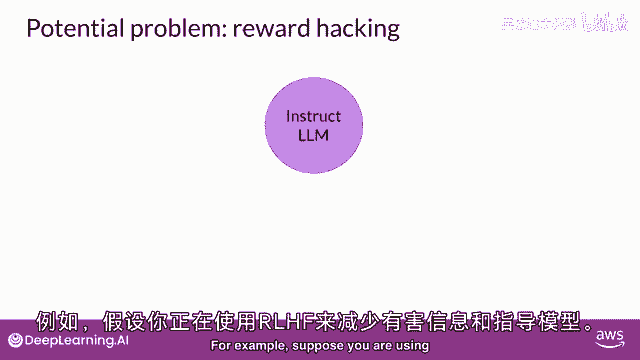 Potential problem: reward hacking
Instruct
LLM
例如，假设你正在使用RLHF来减少有害信息和指导模型。
For example, suppose you are using
DeepLearning.AI
aws